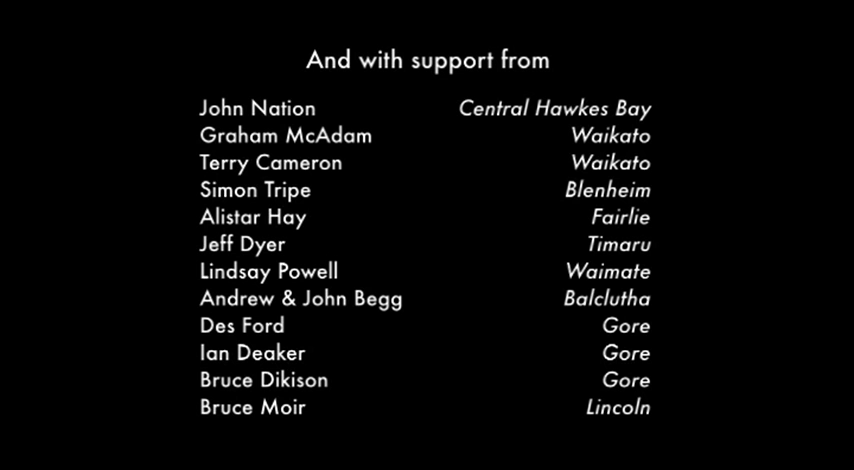 And with support from
John Nation Central Hawkes Bay
Graham McAdam Waikato
Terry Cameron Waikato
Simon Tripe Blenheim
Alistar Hay Fairlie
Jeff Dyer Timaru
Lindsay Powell Waimate
Andrew & John Begg Balclutha
Des Ford Gore
Ian Deaker Gore
Bruce Dikison Gore
Bruce Moir Lincoln